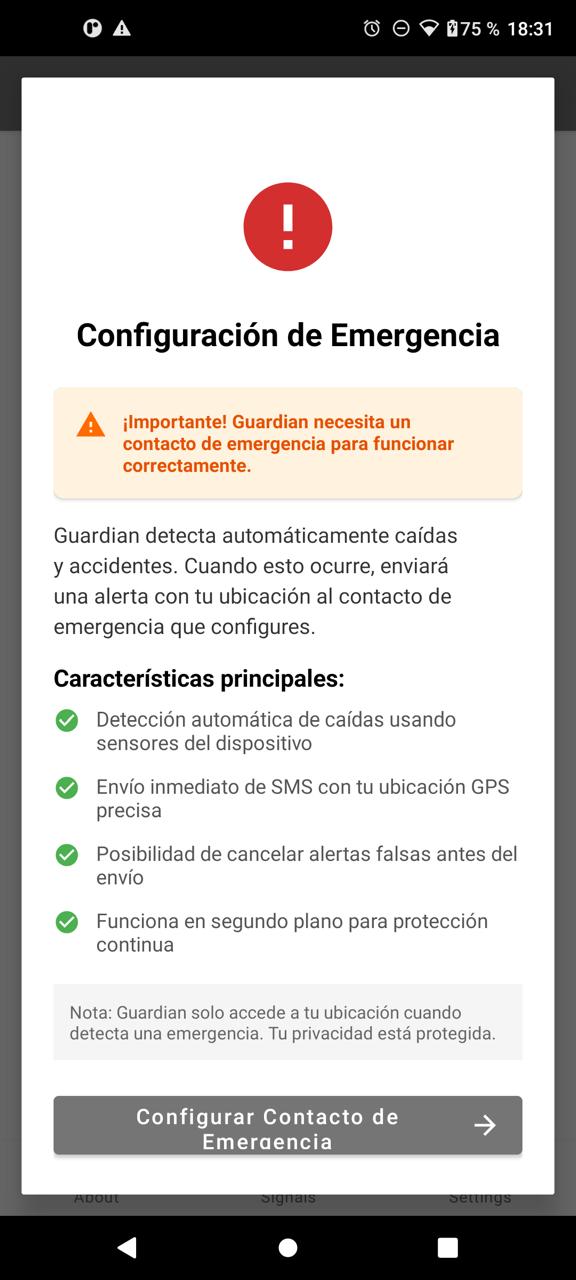 75 % 18:31
Configuración de Emergencia
¡Importante! Guardian necesita un
contacto de emergencia para funcionar
correctamente.
Guardian detecta automáticamente caídas
y accidentes. Cuando esto ocurre, enviará
una alerta con tu ubicación al contacto de
emergencia que configures.
Características principales:
Detección automática de caídas usando
sensores del dispositivo
Envío inmediato de SMS con tu ubicación GPS
precisa
Posibilidad de cancelar alertas falsas antes del
envío
Funciona en segundo plano para protección
continua
Nota: Guardian solo accede a tu ubicación cuando
detecta una emergencia. Tu privacidad está protegida.
Configurar Contacto de
Emergencia
About Signals Settings